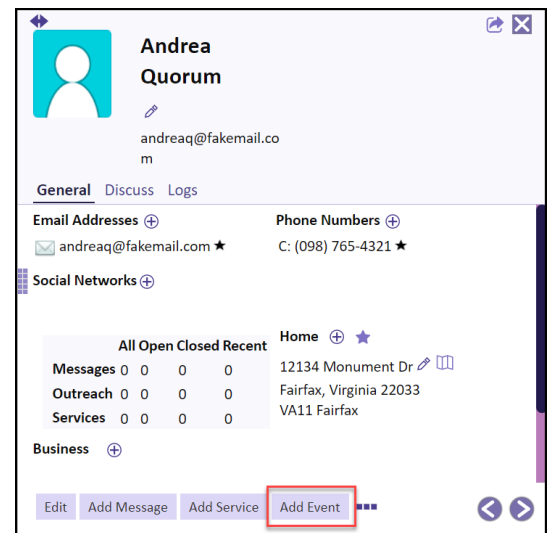 Andrea
Quorum
andreaq@fakemail.co
m
General Discuss Logs
Email Addresses
andreaq@fakemail.com
Phone Numbers
C: (098) 765-4321
Social Networks
All Open Closed Recent
Messages 0 0 0 0
Outreach 0 0 0 0
Services 0 0 0 0
Home
12134 Monument Dr
Fairfax, Virginia 22033
VA11 Fairfax
Business
Edit Add Message Add Service Add Event